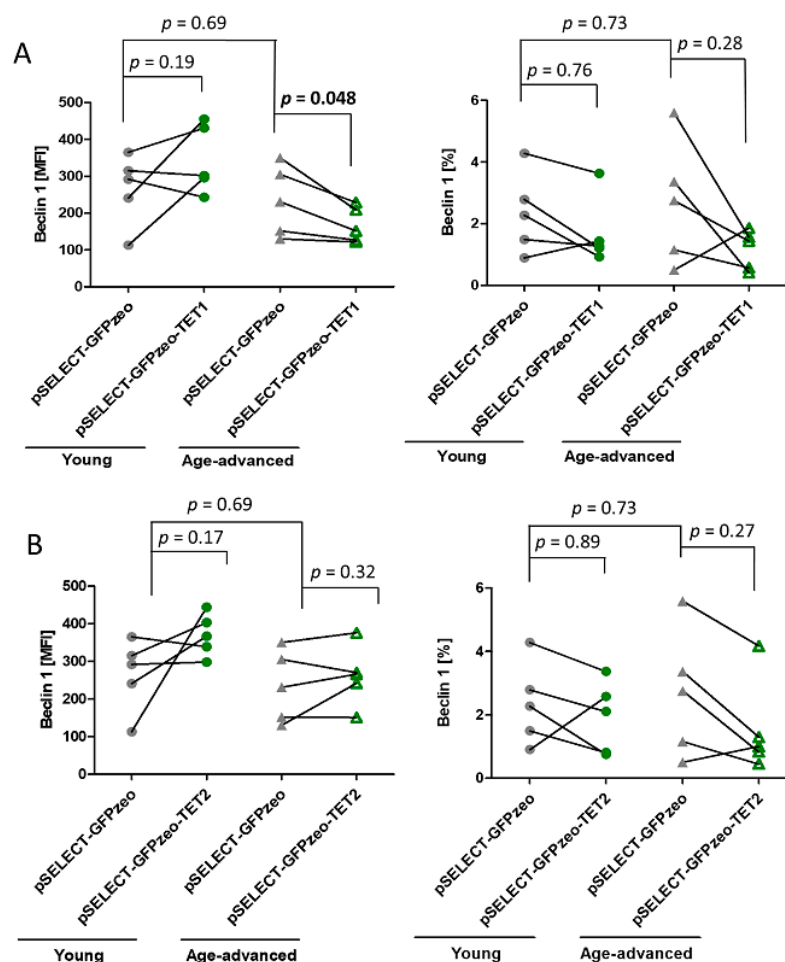 A
p = 0.69
p = 0.19
p = 0.048
Beclin 1 [MFI]
500
400
300
200
100
0
pSELECT-GFPzeo
pSELECT-GFPzeo-TET1
pSELECT-GFPzeo
pSELECT-GFPzeo-TET1
Young
Age-advanced
p = 0.73
p = 0.28
p = 0.76
Beclin 1 [%]
6
4
2
0
pSELECT-GFPzeo
pSELECT-GFPzeo-TET1
pSELECT-GFPzeo
pSELECT-GFPzeo-TET1
Young
Age-advanced
B
p = 0.69
p = 0.17
p = 0.32
Beclin 1 [MFI]
500
400
300
200
100
0
pSELECT-GFPzeo
pSELECT-GFPzeo-TET2
pSELECT-GFPzeo
pSELECT-GFPzeo-TET2
Young
Age-advanced
p = 0.73
p = 0.27
p = 0.89
Beclin 1 [%]
6
4
2
0
pSELECT-GFPzeo
pSELECT-GFPzeo-TET2
pSELECT-GFPzeo
pSELECT-GFPzeo-TET2
Young
Age-advanced